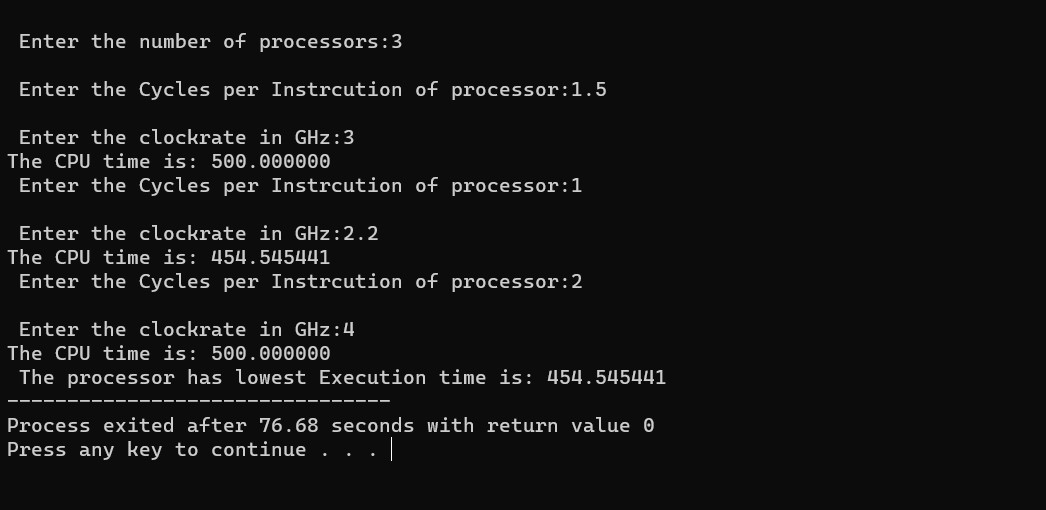 Enter the number of processors:3
Enter the Cycles per Instrcution of processor:1.5
Enter the clockrate in GHz:3
The CPU time is: 500.000000
Enter the Cycles per Instrcution of processor:1
Enter the clockrate in GHz:2.2
The CPU time is: 454.545441
Enter the Cycles per Instrcution of processor:2
Enter the clockrate in GHz:4
The CPU time is: 500.000000
The processor has lowest Execution time is: 454.545441
--------------------------------
Process exited after 76.68 seconds with return value 0
Press any key to continue . . .